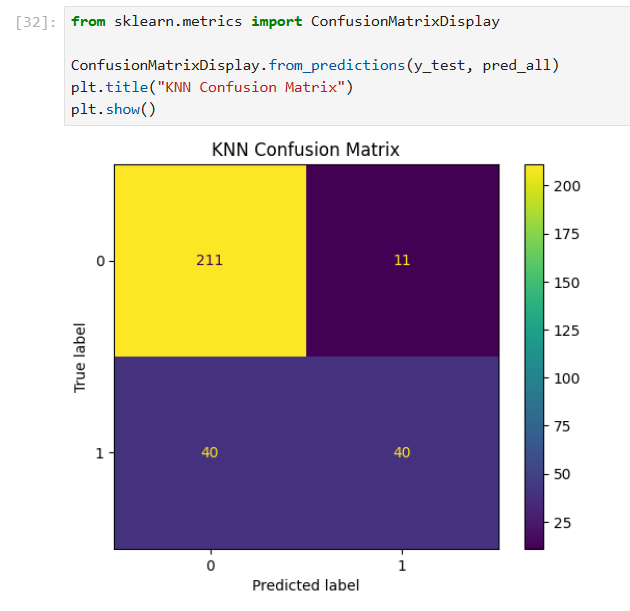 [32]: from sklearn.metrics import ConfusionMatrixDisplay
ConfusionMatrixDisplay.from_predictions(y_test, pred_all)
plt.title("KNN Confusion Matrix")
plt.show()
KNN Confusion Matrix
0
211
11
1
40
40
0
1
True label
Predicted label
200
175
150
125
100
75
50
25